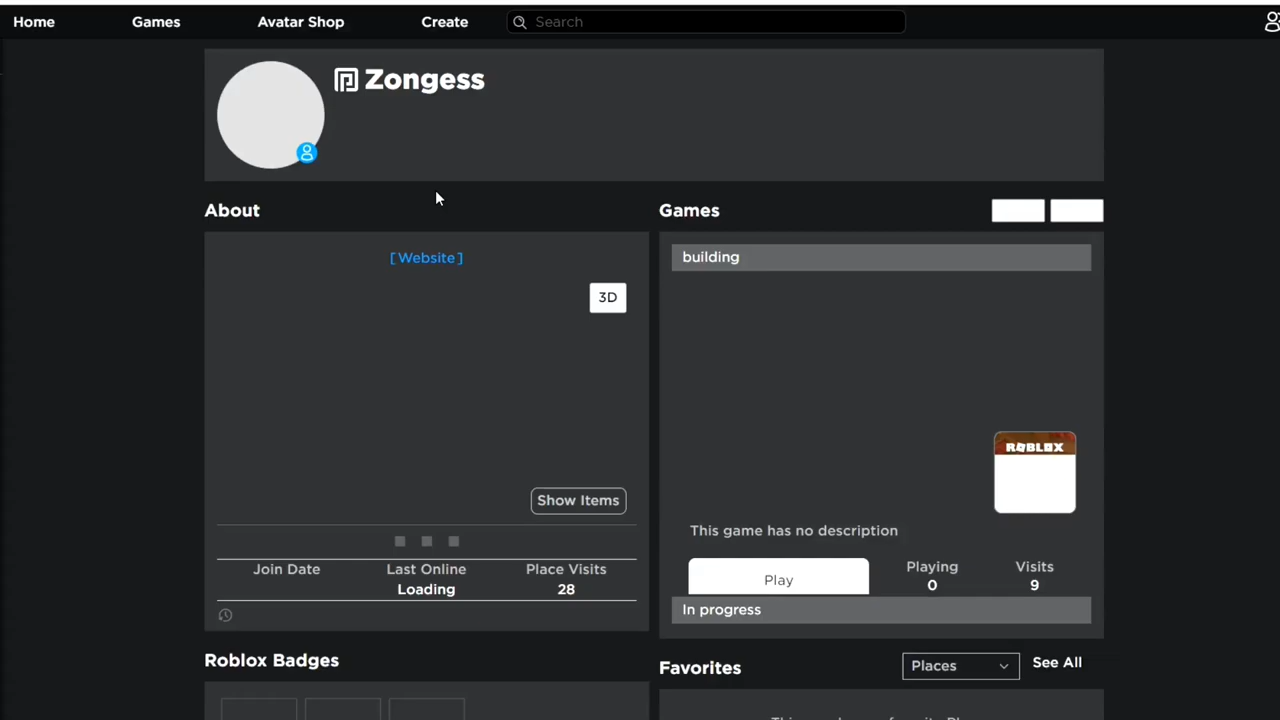 Home Games Avatar Shop Create Search
Zongess
About
Games
[Website]
building
3D
ROBLOX
Show Items
This game has no description
Join Date Last Online Place Visits
Loading 28
Play
Playing Visits
0 9
In progress
Roblox Badges
Favorites Places See All